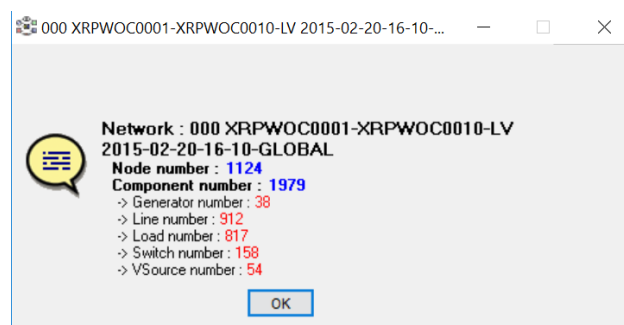 000 XRPWOC0001-XRPWOC0010-LV 2015-02-20-16-10-...
Network : 000 XRPWOC0001-XRPWOC0010-LV
2015-02-20-16-10-GLOBAL
Node number : 1124
Component number : 1979
-> Generator number : 38
-> Line number : 912
-> Load number : 817
-> Switch number : 158
-> VSource number : 54
OK